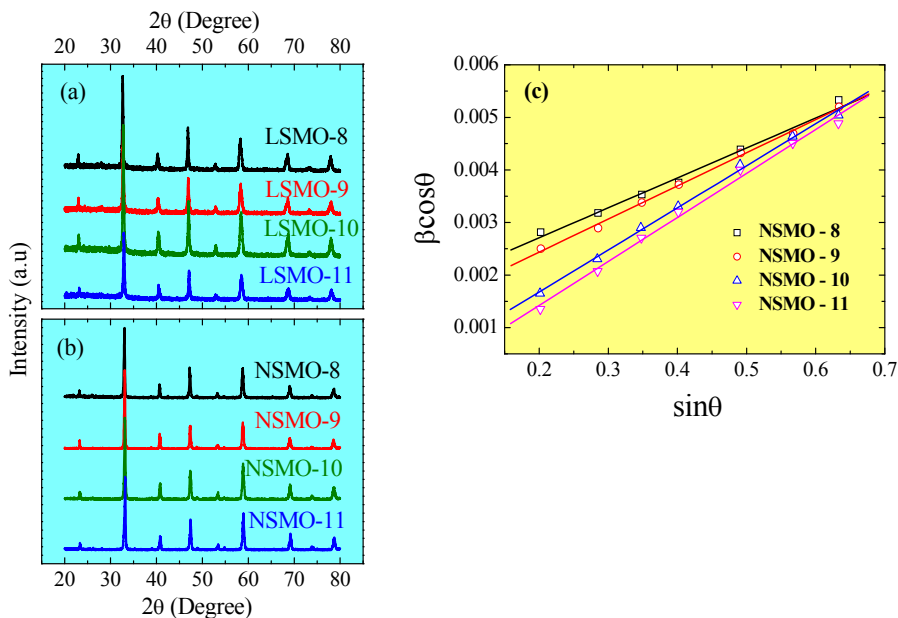 2θ (Degree)
20 30 40 50 60 70 80
(a)
LSMO-8
LSMO-9
LSMO-10
LSMO-11
Intensity (a.u)
(b)
NSMO-8
NSMO-9
NSMO-10
NSMO-11
20 30 40 50 60 70 80
2θ (Degree)
(c)
0.006
0.005
0.004
0.003
0.002
0.001
βcosθ
NSMO - 8
NSMO - 9
NSMO - 10
NSMO - 11
0.2 0.3 0.4 0.5 0.6 0.7
sinθ